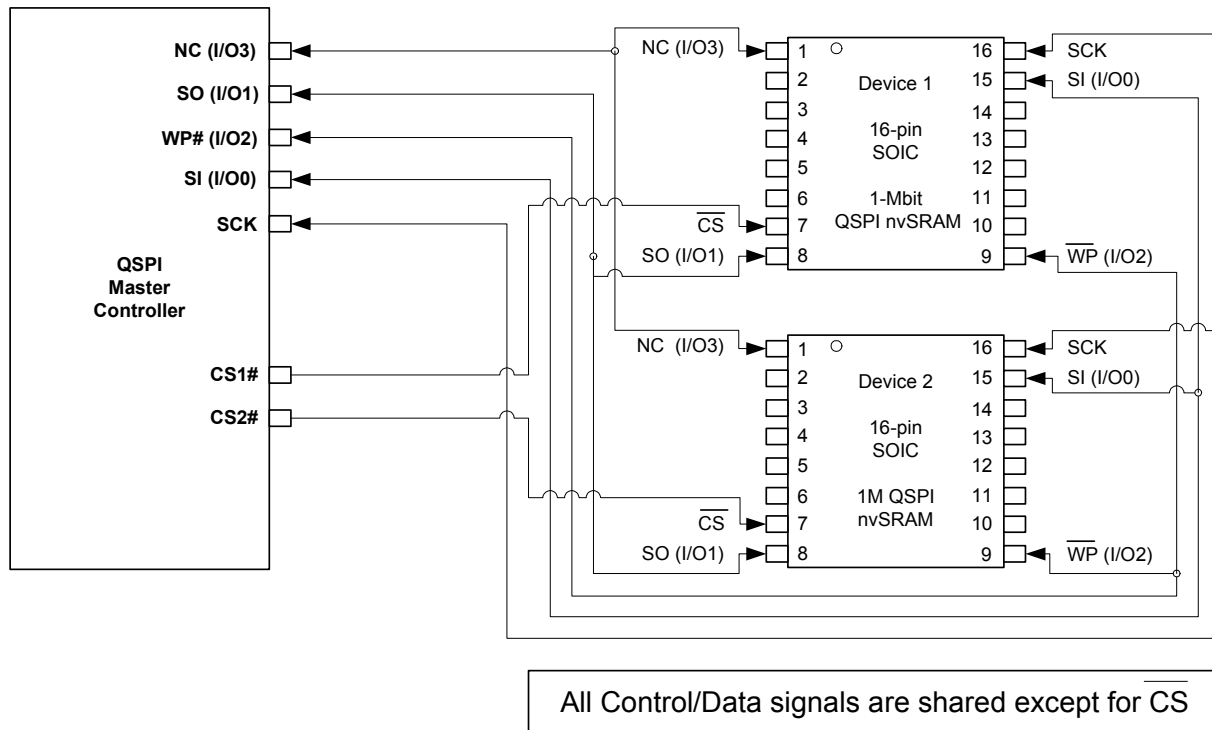 NC (I/O3)
SO (I/O1)
WP# (I/O2)
SI (I/O0)
SCK
QSPI
Master
Controller
CS1#
CS2#
NC (I/O3)
CS
SO (I/O1)
1
2
3
4
5
6
7
8
Device 1
16-pin
SOIC
1-Mbit
QSPI nvSRAM
16
15
14
13
12
11
10
9
SCK
SI (I/O0)
WP (I/O2)
NC (I/O3)
CS
SO (I/O1)
1
2
3
4
5
6
7
8
Device 2
16-pin
SOIC
1M QSPI
nvSRAM
16
15
14
13
12
11
10
9
SCK
SI (I/O0)
WP (I/O2)
All Control/Data signals are shared except for CS